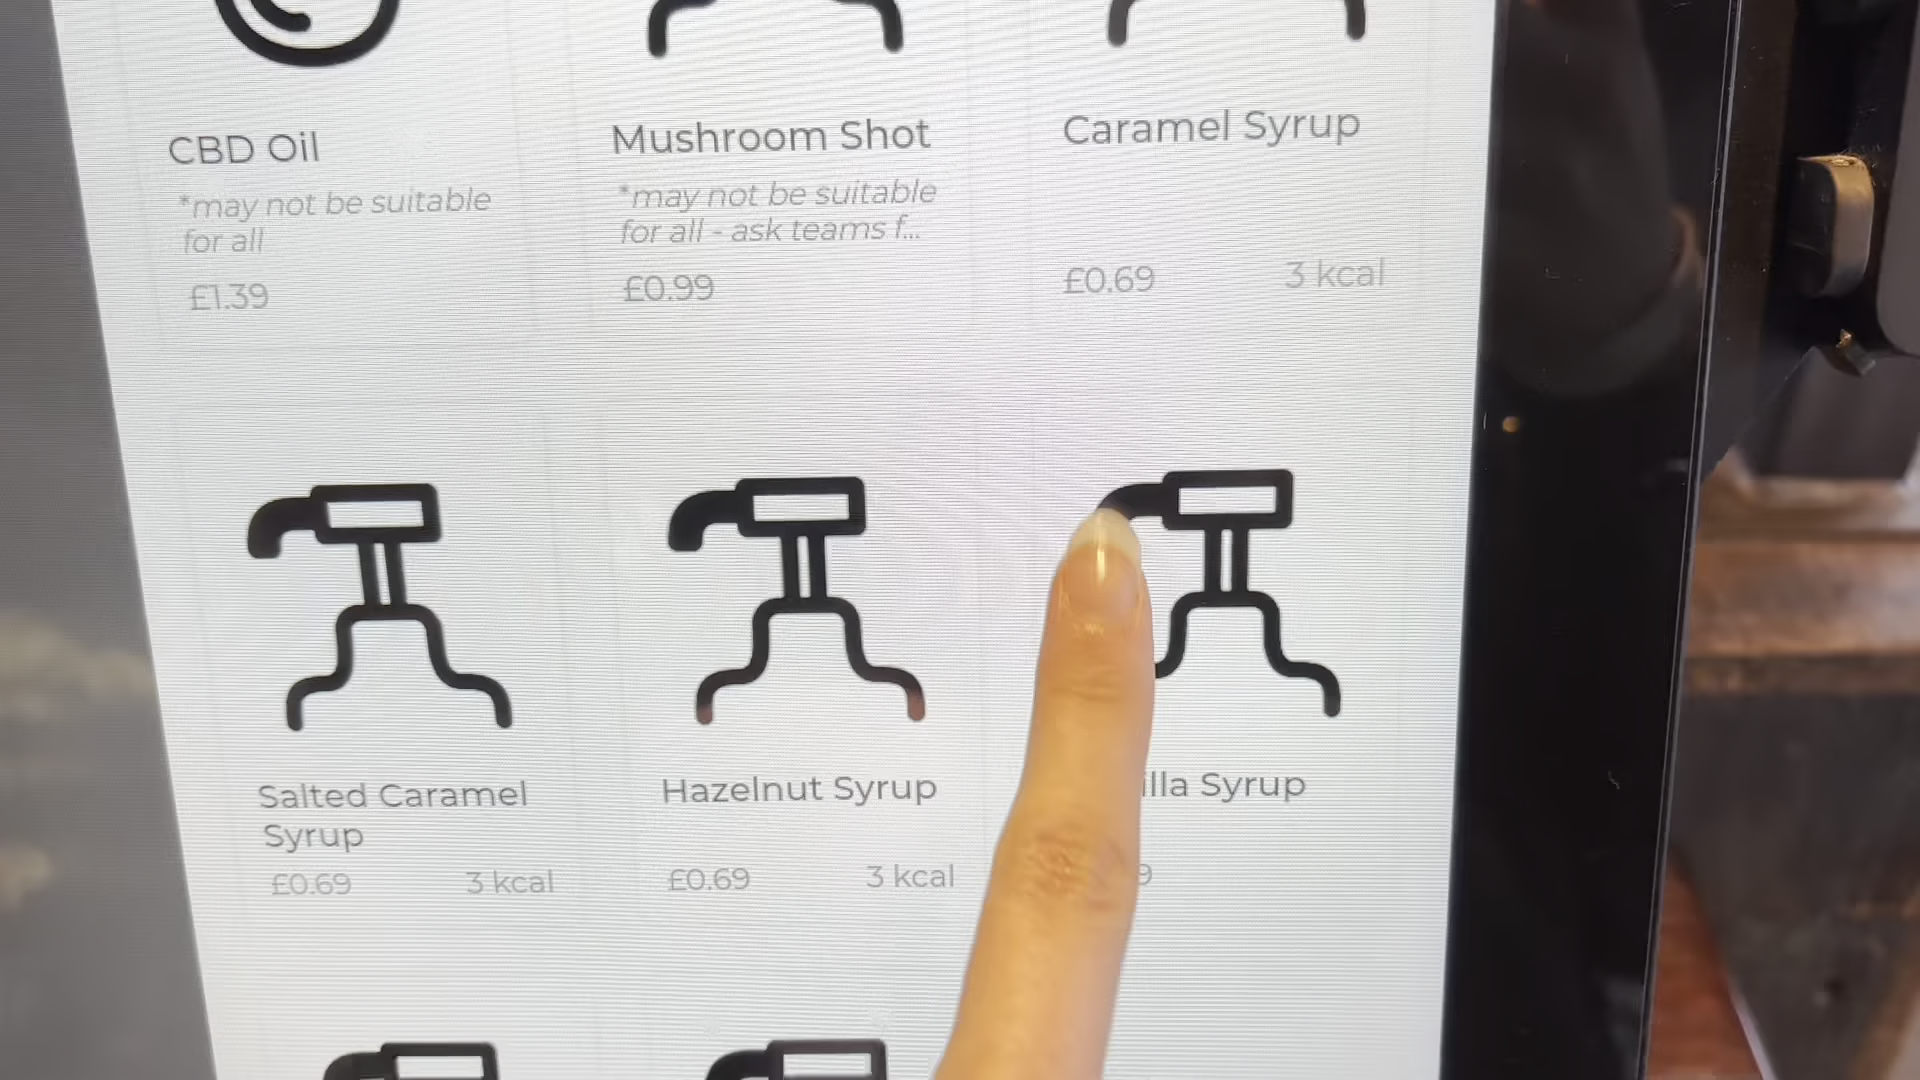 CBD Oil
*may not be suitable
for all
£1.39
Mushroom Shot
*may not be suitable
for all - ask teams f...
£0.99
Caramel Syrup
£0.69 3 kcal
Salted Caramel
Syrup
£0.69 3 kcal
Hazelnut Syrup
£0.69 3 kcal
illa Syrup
9